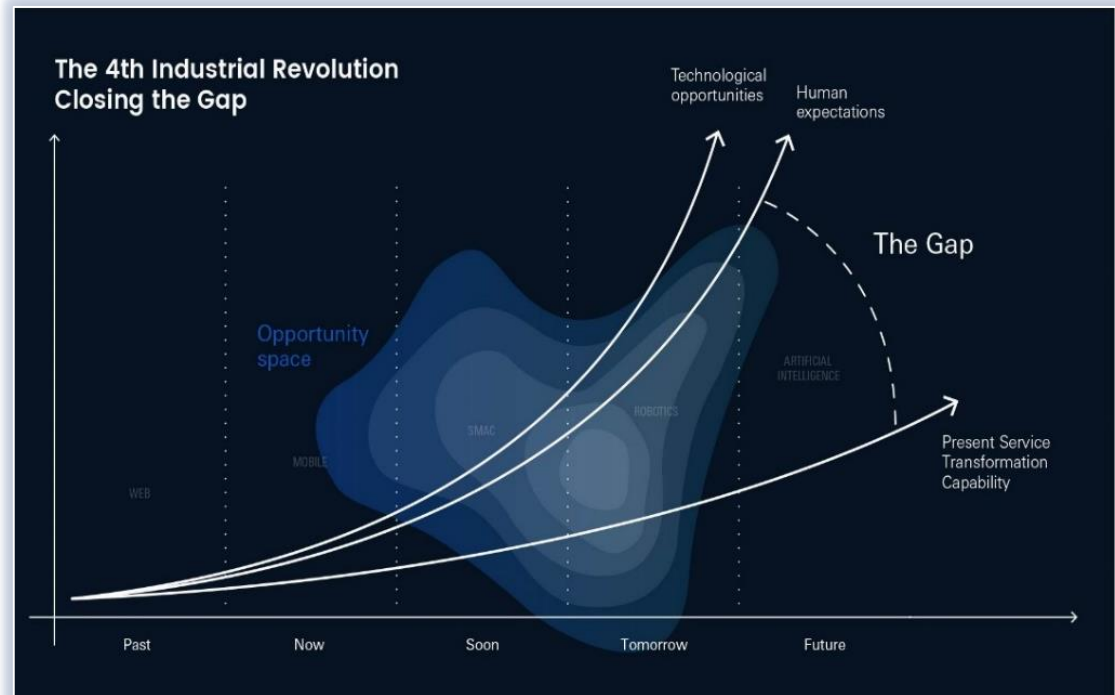 The 4th Industrial Revolution
Closing the Gap
Technological
opportunities
Human
expectations
The Gap
Opportunity
space
ARTIFICIAL
INTELLIGENCE
ROBOTICS
SMAC
MOBILE
WEB
Present Service
Transformation
Capability
Past
Now
Soon
Tomorrow
Future